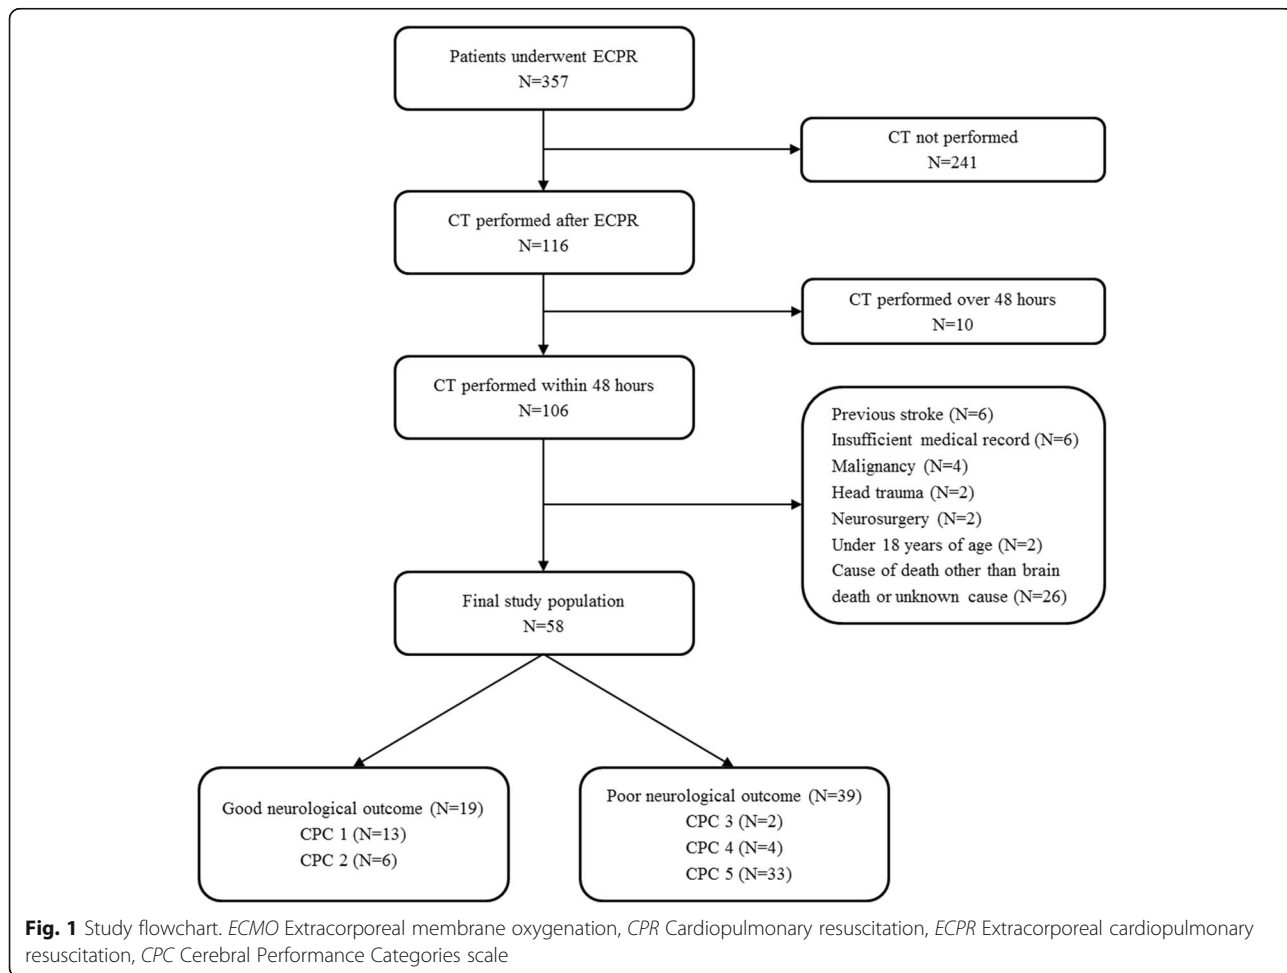 Patients underwent ECPR
N=357
CT not performed
N=241
CT performed after ECPR
N=116
CT performed over 48 hours
N=10
CT performed within 48 hours
N=106
Previous stroke (N=6)
Insufficient medical record (N=6)
Malignancy (N=4)
Head trauma (N=2)
Neurosurgery (N=2)
Under 18 years of age (N=2)
Cause of death other than brain
death or unknown cause (N=26)
Final study population
N=58
Good neurological outcome (N=19)
CPC 1 (N=13)
CPC 2 (N=6)
Poor neurological outcome (N=39)
CPC 3 (N=2)
CPC 4 (N=4)
CPC 5 (N=33)
Fig. 1 Study flowchart. ECMO Extracorporeal membrane oxygenation, CPR Cardiopulmonary resuscitation, ECPR Extracorporeal cardiopulmonary
resuscitation, CPC Cerebral Performance Categories scale